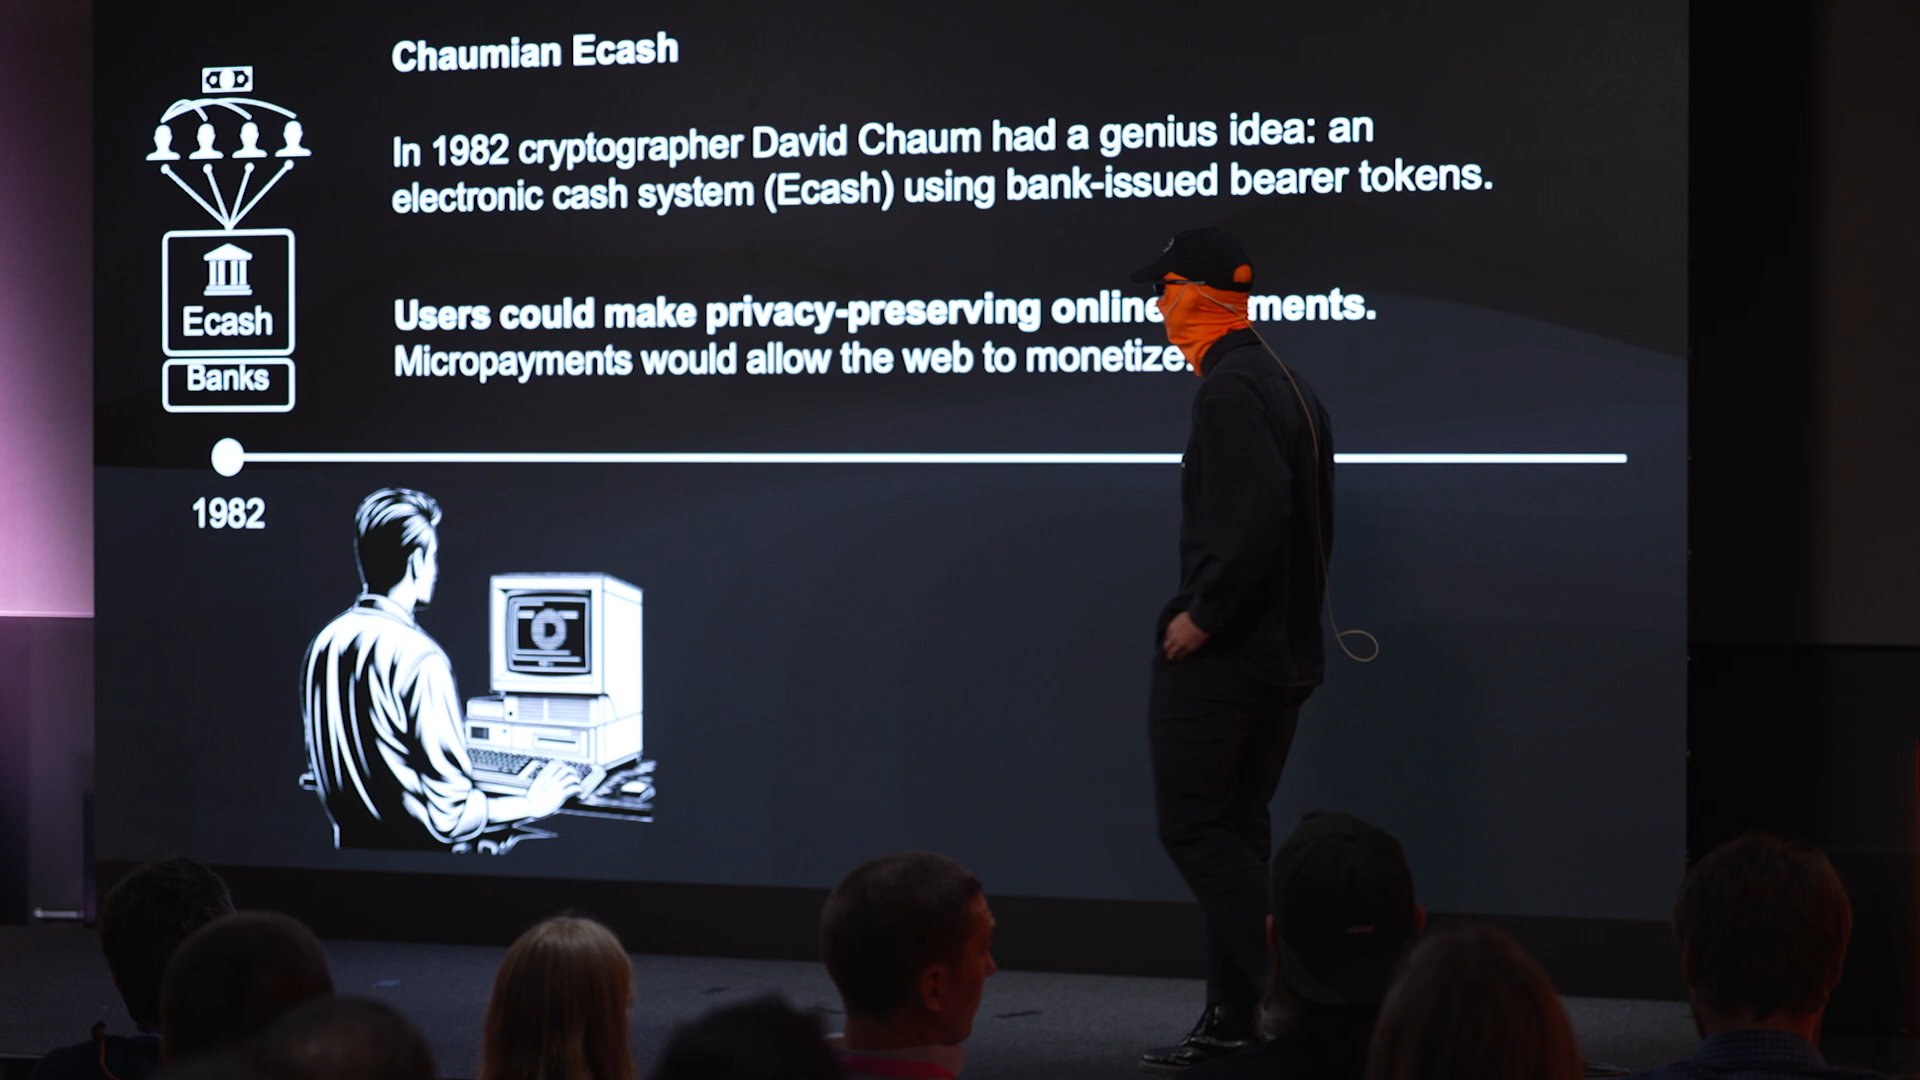 Chaumian Ecash
In 1982 cryptographer David Chaum had a genius idea: an
electronic cash system (Ecash) using bank-issued bearer tokens.
Users could make privacy-preserving online ments.
Micropayments would allow the web to monetize.
Ecash
Banks
1982